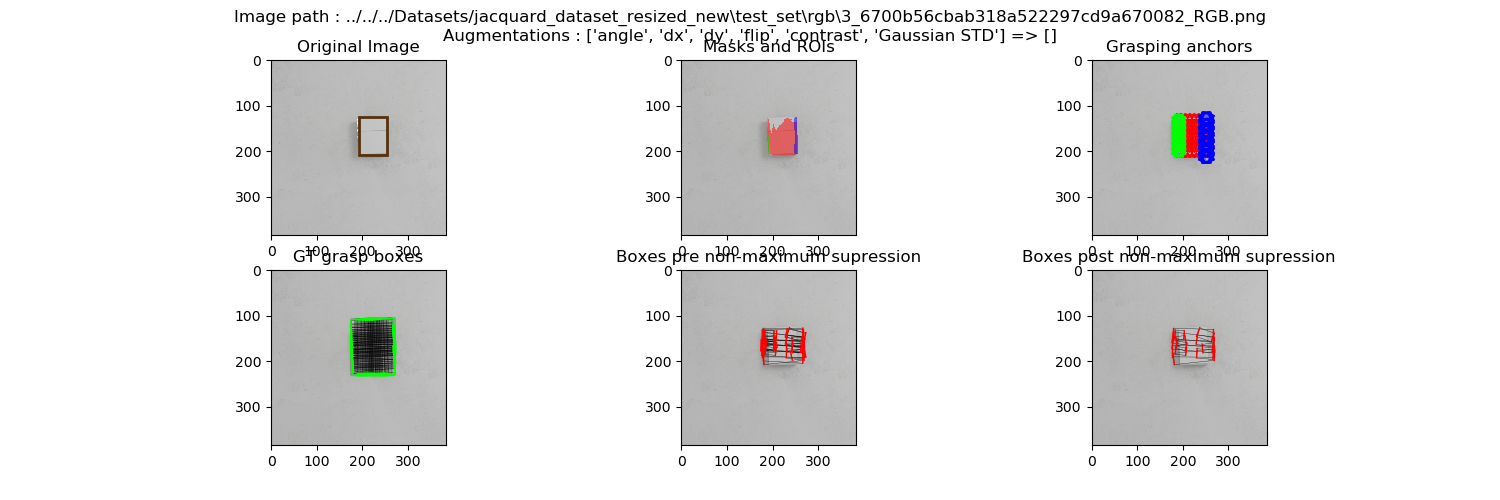 Image path : ../../../Datasets/jacquard_dataset_resized_new\test_set\rgb\3_6700b56cbab318a522297cd9a670082_RGB.png
Augmentations : ['angle', 'dx', 'dy', 'flip', 'contrast', 'Gaussian STD'] => []
Original Image
Masks and ROIs
Grasping anchors
0
100
200
300
0 100 200 300
0
100
200
300
0 100 200 300
0
100
200
300
0 100 200 300
GT grasp boxes
Boxes pre non-maximum supression
Boxes post non-maximum supression
0
100
200
300
0 100 200 300
0
100
200
300
0 100 200 300
0
100
200
300
0 100 200 300